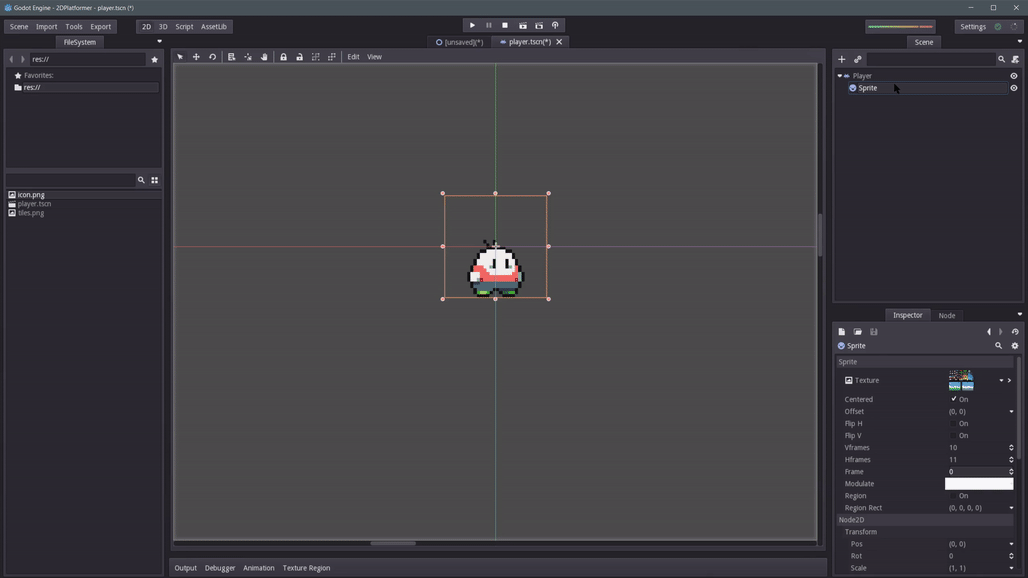 Godot Engine - 2DPlatformer - player.tscn (*)
Scene Import Tools Export
2D 3D Script AssetLib
Settings
FileSystem
[unsaved](*)
player.tscn(*)
Scene
res://
Edit View
Favorites:
res://
Player
Sprite
icon.png
player.tscn
tiles.png
Inspector Node
Sprite
Sprite
Texture
Centered On
Offset (0, 0)
Flip H On
Flip V On
Vframes 10
Hframes 11
Frame 0
Modulate
Region On
Region Rect (0, 0, 0, 0)
Node2D
Transform
Pos (0, 0)
Rot 0
Scale (1, 1)
Output Debugger Animation Texture Region